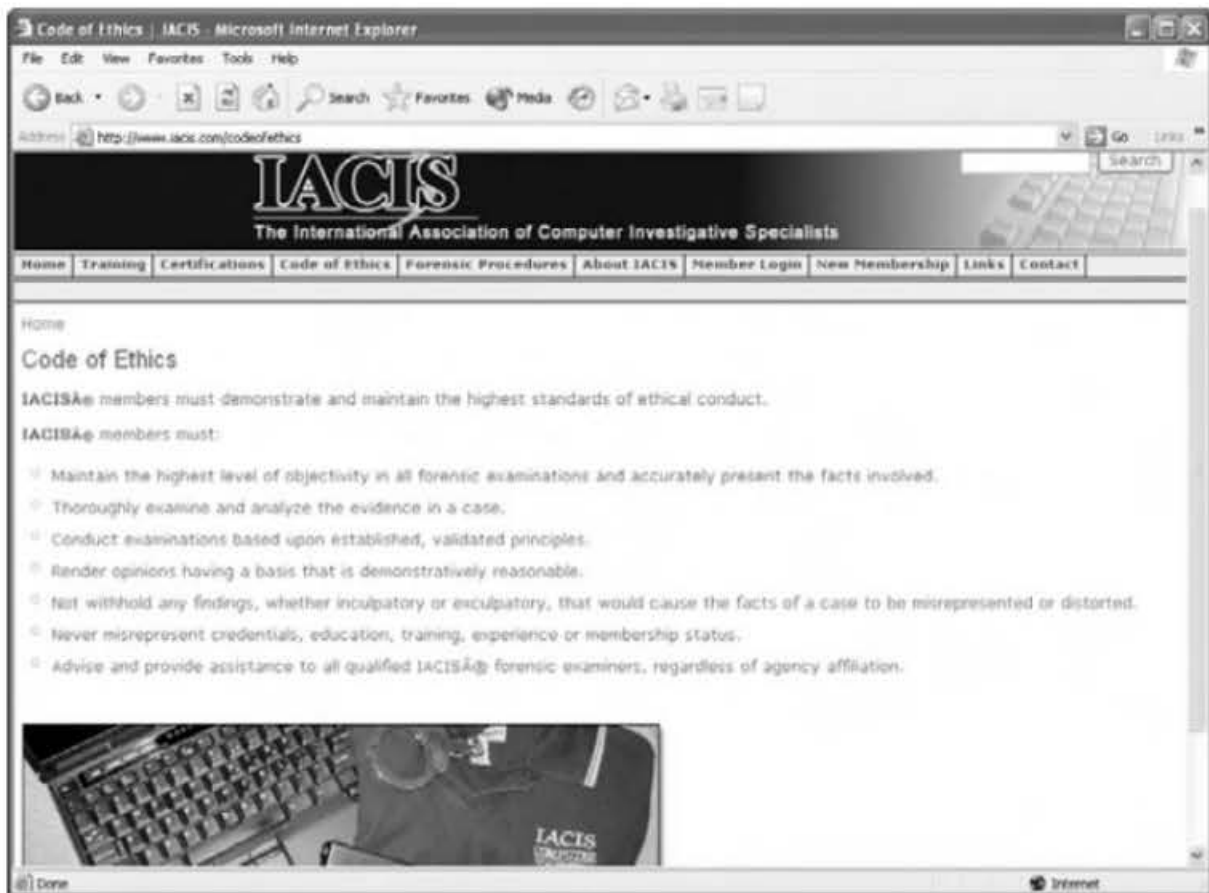 Code of Ethics | IACIS - Microsoft Internet Explorer
File Edit View Favorites Tools Help
Back Search Favorites Media
Address http://www.iacis.com/codeofethics Go Links
IACIS Search
The International Association of Computer Investigative Specialists
Home Training Certifications Code of Ethics Forensic Procedures About IACIS Member Login New Membership Links Contact
Home
Code of Ethics
IACISÂ® members must demonstrate and maintain the highest standards of ethical conduct.
IACISÂ® members must:
Maintain the highest level of objectivity in all forensic examinations and accurately present the facts involved.
Thoroughly examine and analyze the evidence in a case.
Conduct examinations based upon established, validated principles.
Render opinions having a basis that is demonstratively reasonable.
Not withhold any findings, whether inculpatory or exculpatory, that would cause the facts of a case to be misrepresented or distorted.
Never misrepresent credentials, education, training, experience or membership status.
Advise and provide assistance to all qualified IACISÂ® forensic examiners, regardless of agency affiliation.
IACIS
Done Internet